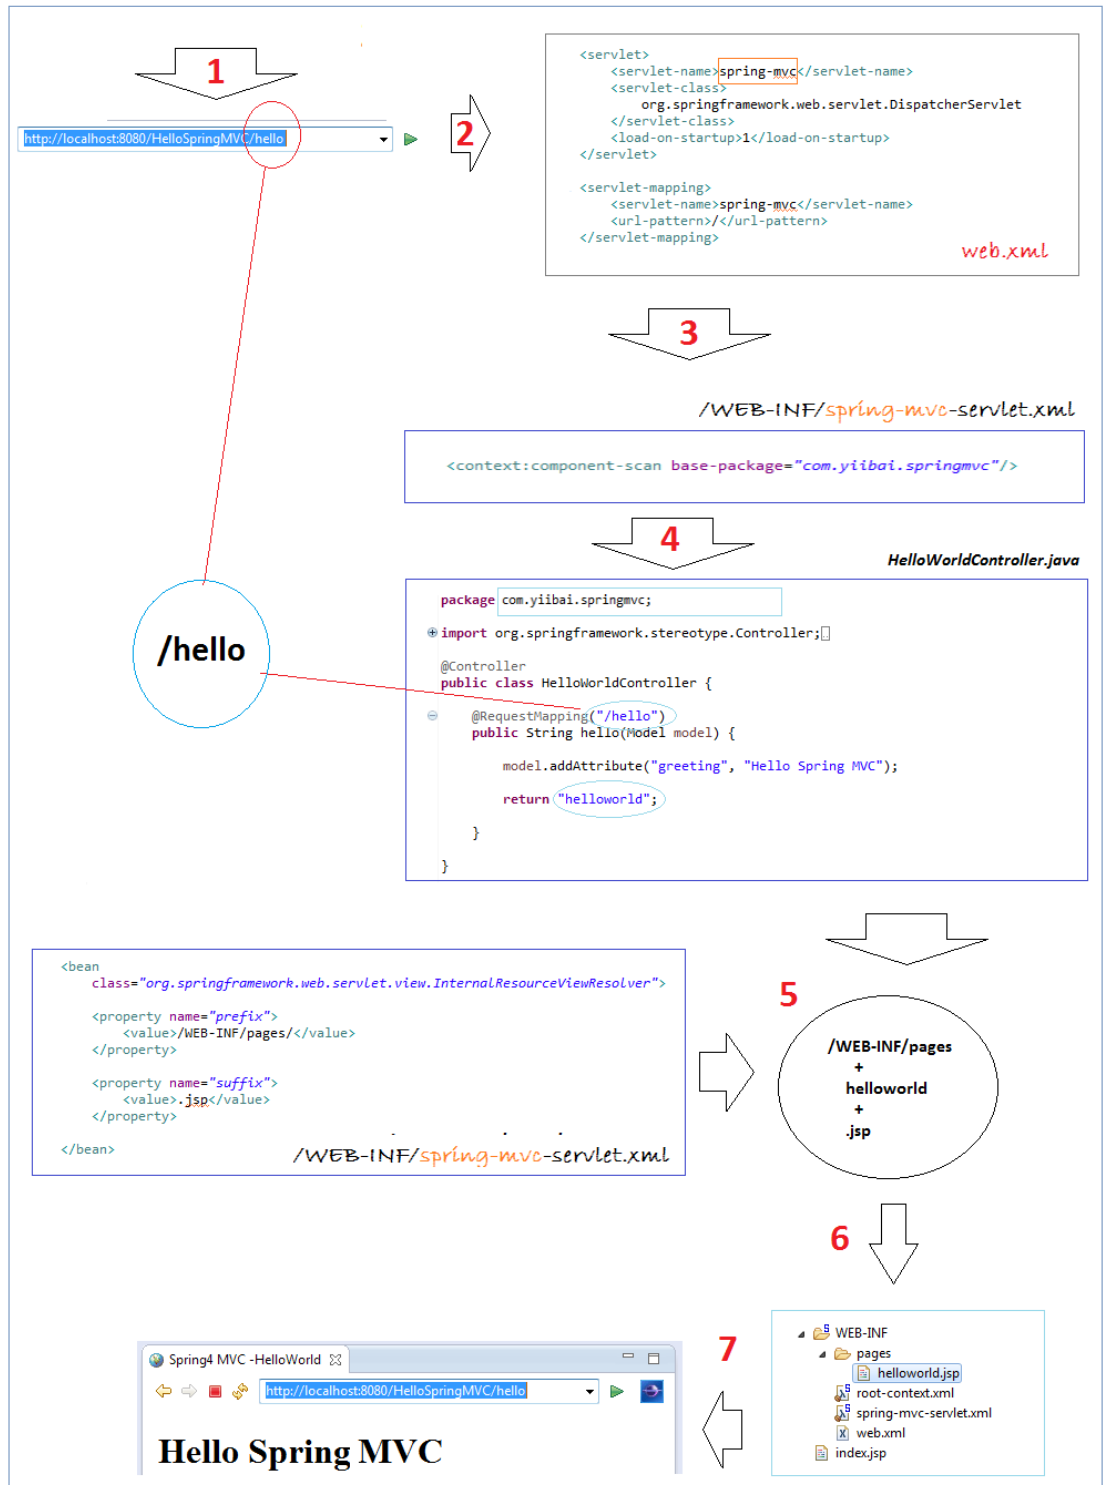 1
http://localhost:8080/HelloSpringMVC/hello
2
<servlet>
<servlet-name>spring-mvc</servlet-name>
<servlet-class>
org.springframework.web.servlet.DispatcherServlet
</servlet-class>
<load-on-startup>1</load-on-startup>
</servlet>
<servlet-mapping>
<servlet-name>spring-mvc</servlet-name>
<url-pattern>/</url-pattern>
</servlet-mapping>
web.xml
3
/WEB-INF/spring-mvc-servlet.xml
<context:component-scan base-package="com.yiibai.springmvc"/>
4
HelloWorldController.java
package com.yiibai.springmvc;
import org.springframework.stereotype.Controller;
@Controller
public class HelloWorldController {
/hello
@RequestMapping("/hello")
public String hello(Model model) {
model.addAttribute("greeting", "Hello Spring MVC");
return "helloworld";
}
}
<bean
class="org.springframework.web.servlet.view.InternalResourceViewResolver">
<property name="prefix">
<value>/WEB-INF/pages/</value>
</property>
<property name="suffix">
<value>.jsp</value>
</property>
</bean>
/WEB-INF/spring-mvc-servlet.xml
5
/WEB-INF/pages
+
helloworld
+
.jsp
6
WEB-INF
pages
helloworld.jsp
root-context.xml
spring-mvc-servlet.xml
web.xml
index.jsp
7
Spring4 MVC -HelloWorld
http://localhost:8080/HelloSpringMVC/hello
Hello Spring MVC